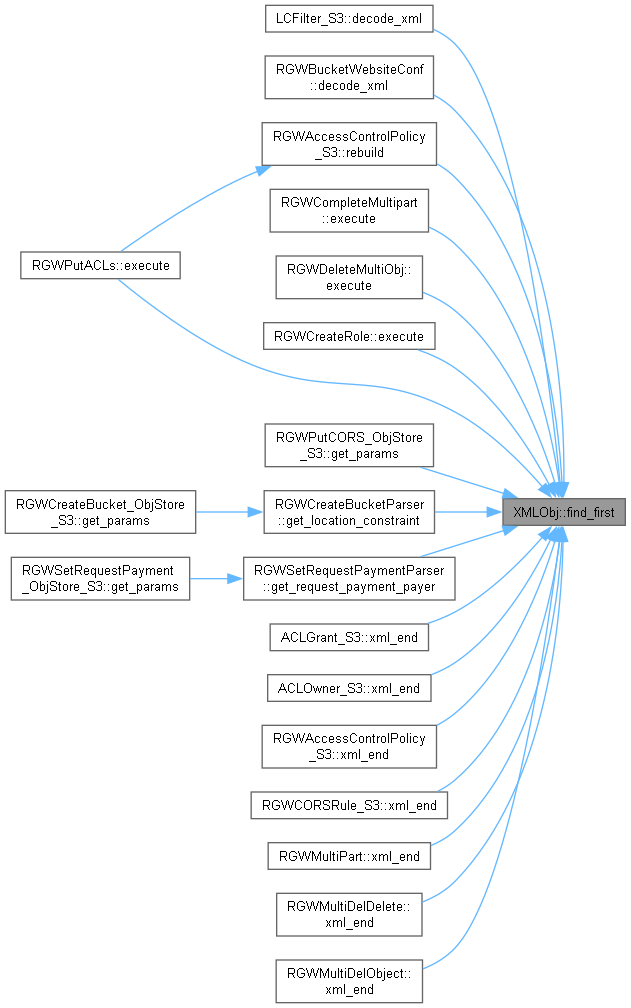 LCFilter_S3::decode_xml
RGWBucketWebsiteConf
::decode_xml
RGWAccessControlPolicy
_S3::rebuild
RGWCompleteMultipart
::execute
RGWPutACLs::execute
RGWDeleteMultiObj::
execute
RGWCreateRole::execute
RGWPutCORS_ObjStore
_S3::get_params
RGWCreateBucket_ObjStore
_S3::get_params
RGWCreateBucketParser
::get_location_constraint
XMLObj::find_first
RGWSetRequestPayment
_ObjStore_S3::get_params
RGWSetRequestPaymentParser
::get_request_payment_payer
ACLGrant_S3::xml_end
ACLOwner_S3::xml_end
RGWAccessControlPolicy
_S3::xml_end
RGWCORSRule_S3::xml_end
RGWMultiPart::xml_end
RGWMultiDelDelete::
xml_end
RGWMultiDelObject::
xml_end